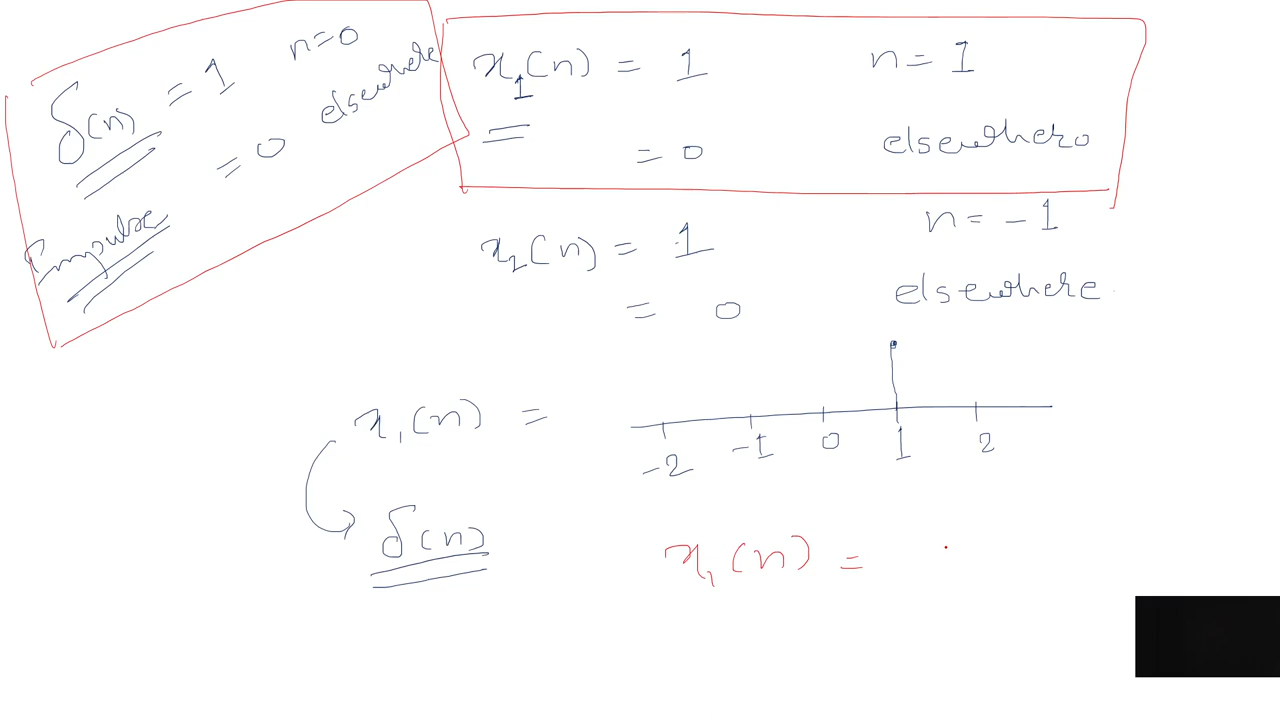 δ(n) = 1 n=0
= 0 elsewhere
Impulse
x₁(n) = 1 n = 1
= 0 elsewhere
x₂(n) = 1 n = -1
= 0 elsewhere
x₁(n) =
-2 -1 0 1 2
δ(n)
x₁(n) =